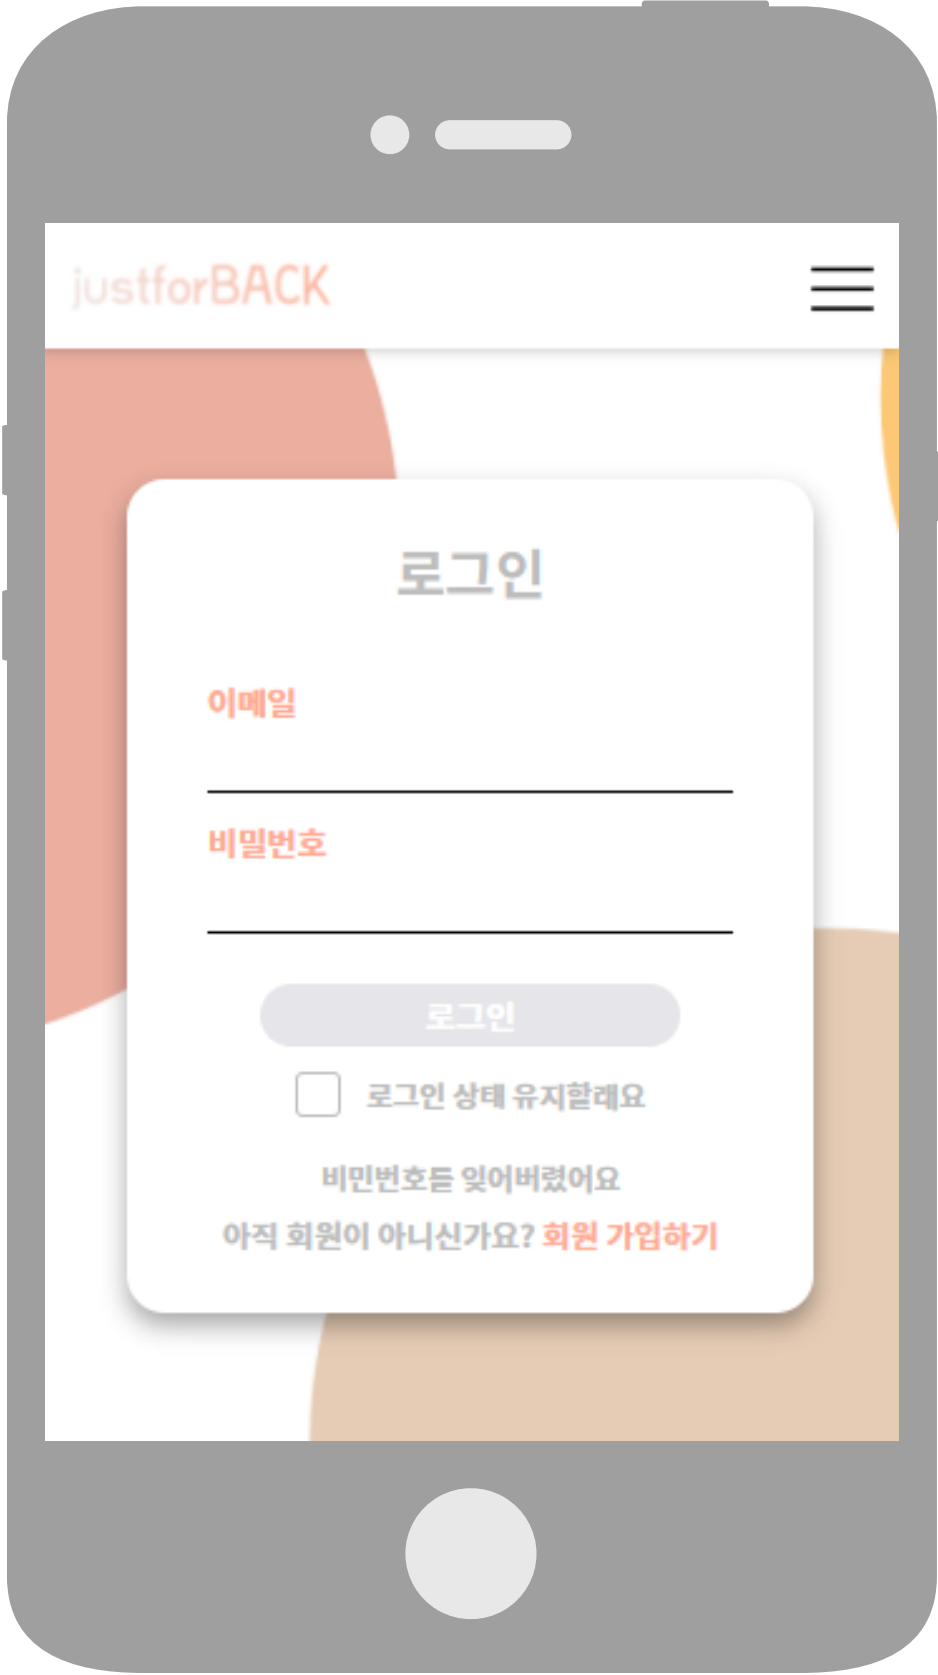 justforBACK
로그인
이메일
비밀번호
로그인
로그인 상태 유지할래요
비민번호를 잊어버렸어요
아직 회원이 아니신가요? 회원 가입하기